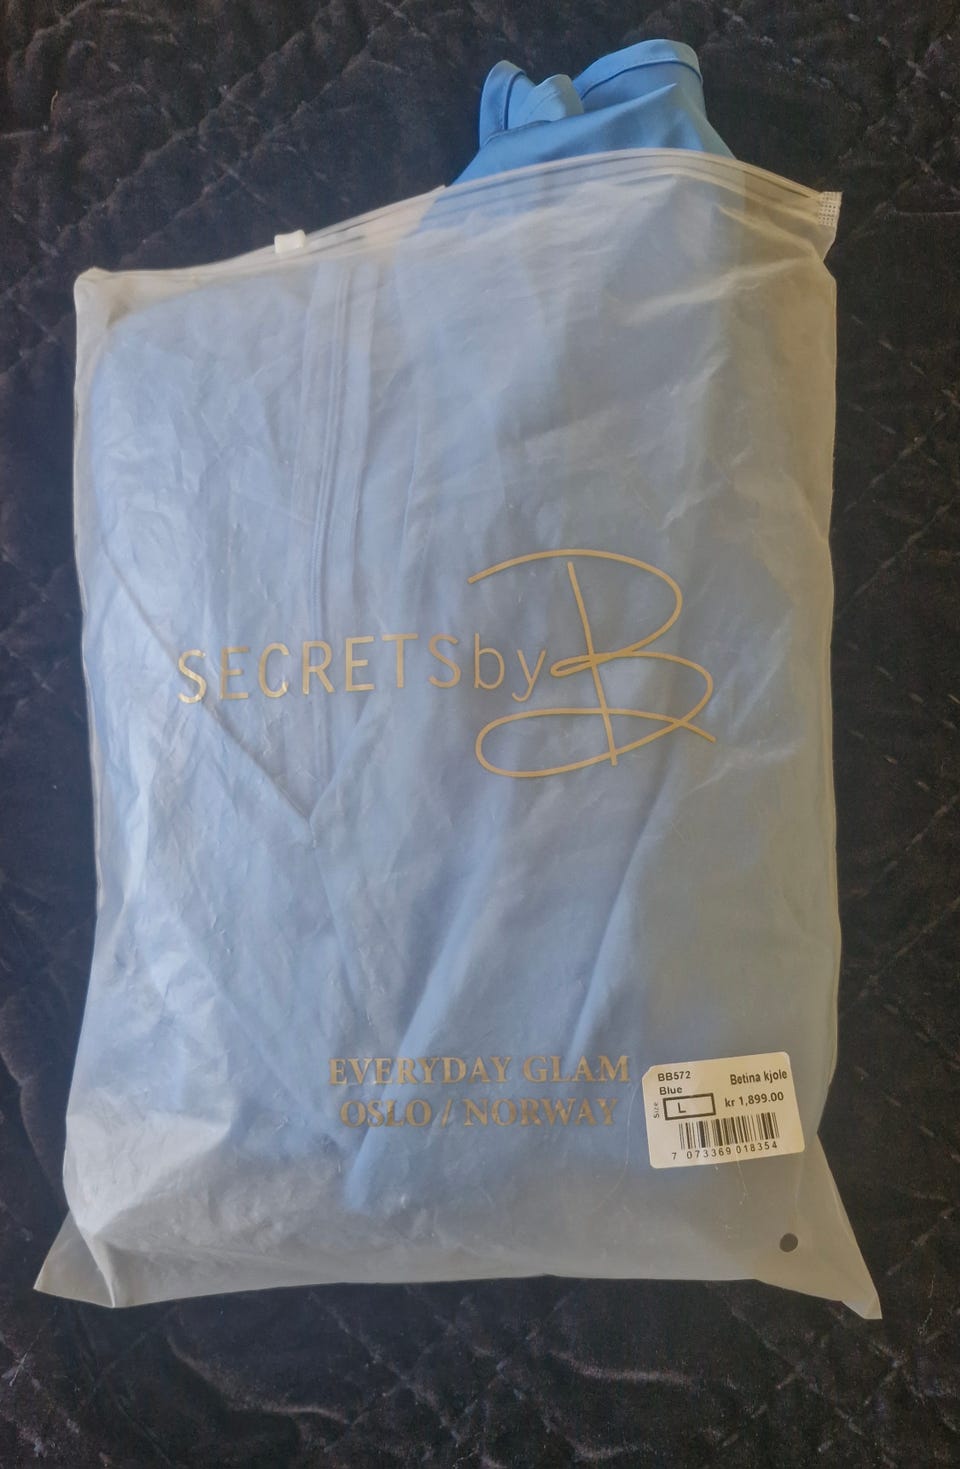 SECRETSbyB
EVERYDAY GLAM
OSLO / NORWAY
BB572 Betina kjole
Blue
Size L kr 1,899.00
7 073369 018354